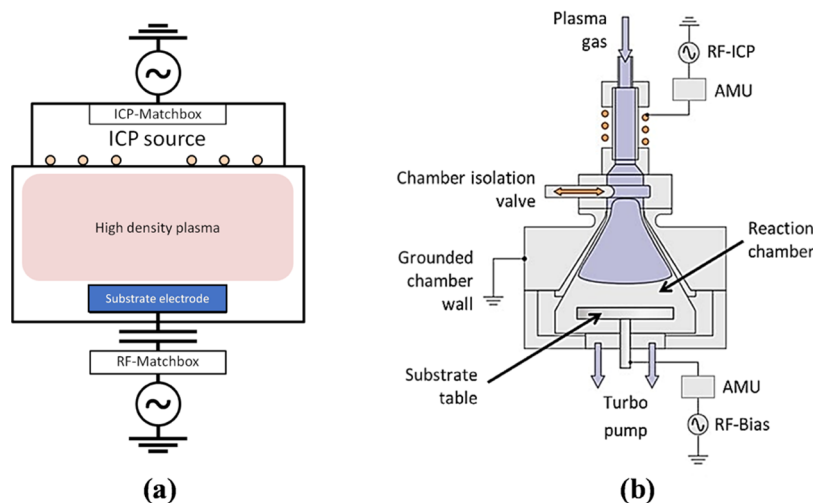 ICP-Matchbox
ICP source
High density plasma
Substrate electrode
RF-Matchbox
(a)
Plasma
gas
RF-ICP
AMU
Chamber isolation
valve
Reaction
chamber
Grounded
chamber
wall
Substrate
table
Turbo
pump
AMU
RF-Bias
(b)